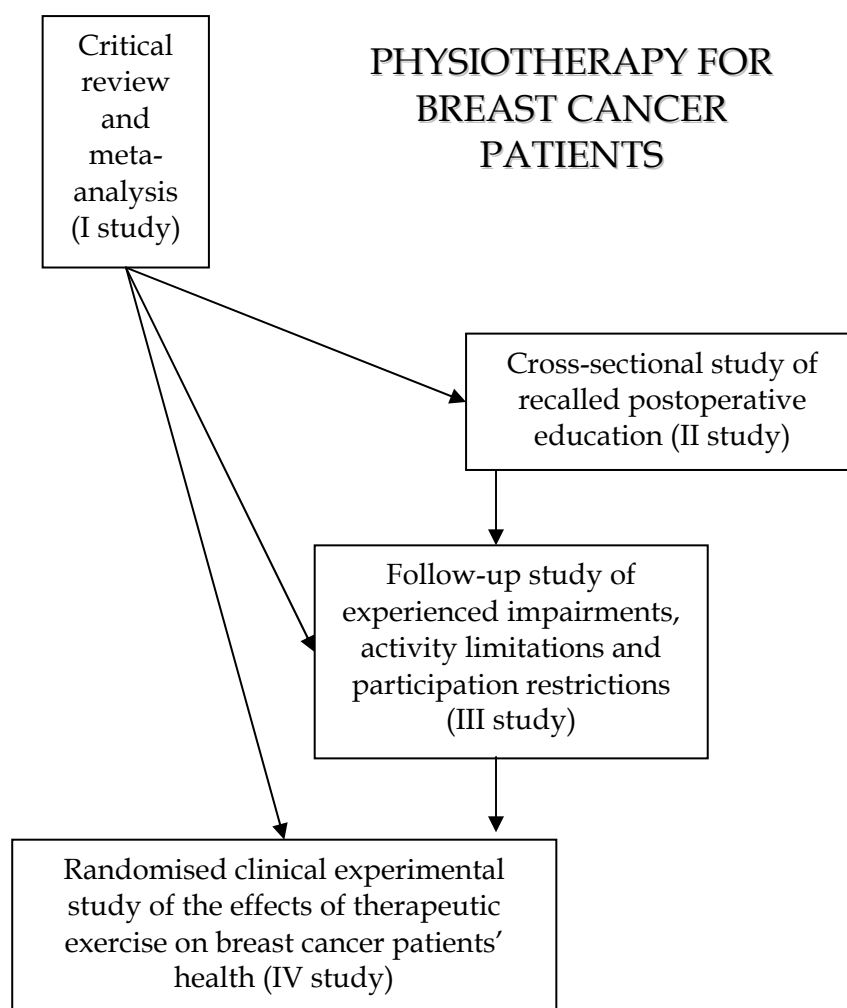 Critical
review
and
meta-
analysis
(I study)
PHYSIOTHERAPY FOR
BREAST CANCER
PATIENTS
Cross-sectional study of
recalled postoperative
education (II study)
Follow-up study of
experienced impairments,
activity limitations and
participation restrictions
(III study)
Randomised clinical experimental
study of the effects of therapeutic
exercise on breast cancer patients’
health (IV study)